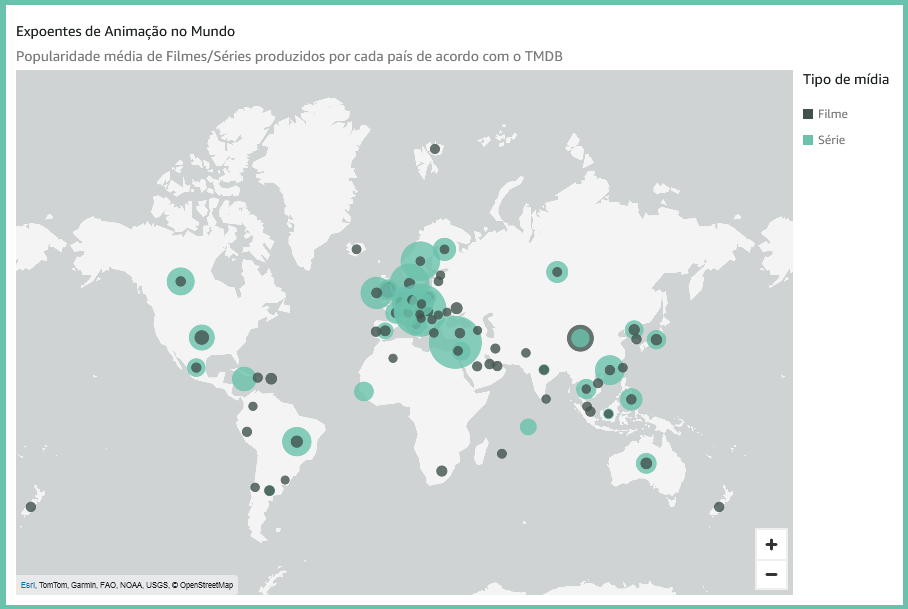 Expoentes de Animação no Mundo
Popularidade média de Filmes/Séries produzidos por cada país de acordo com o TMDB
Tipo de mídia
Filme
Série
+
−
Esri, TomTom, Garmin, FAO, NOAA, USGS, © OpenStreetMap